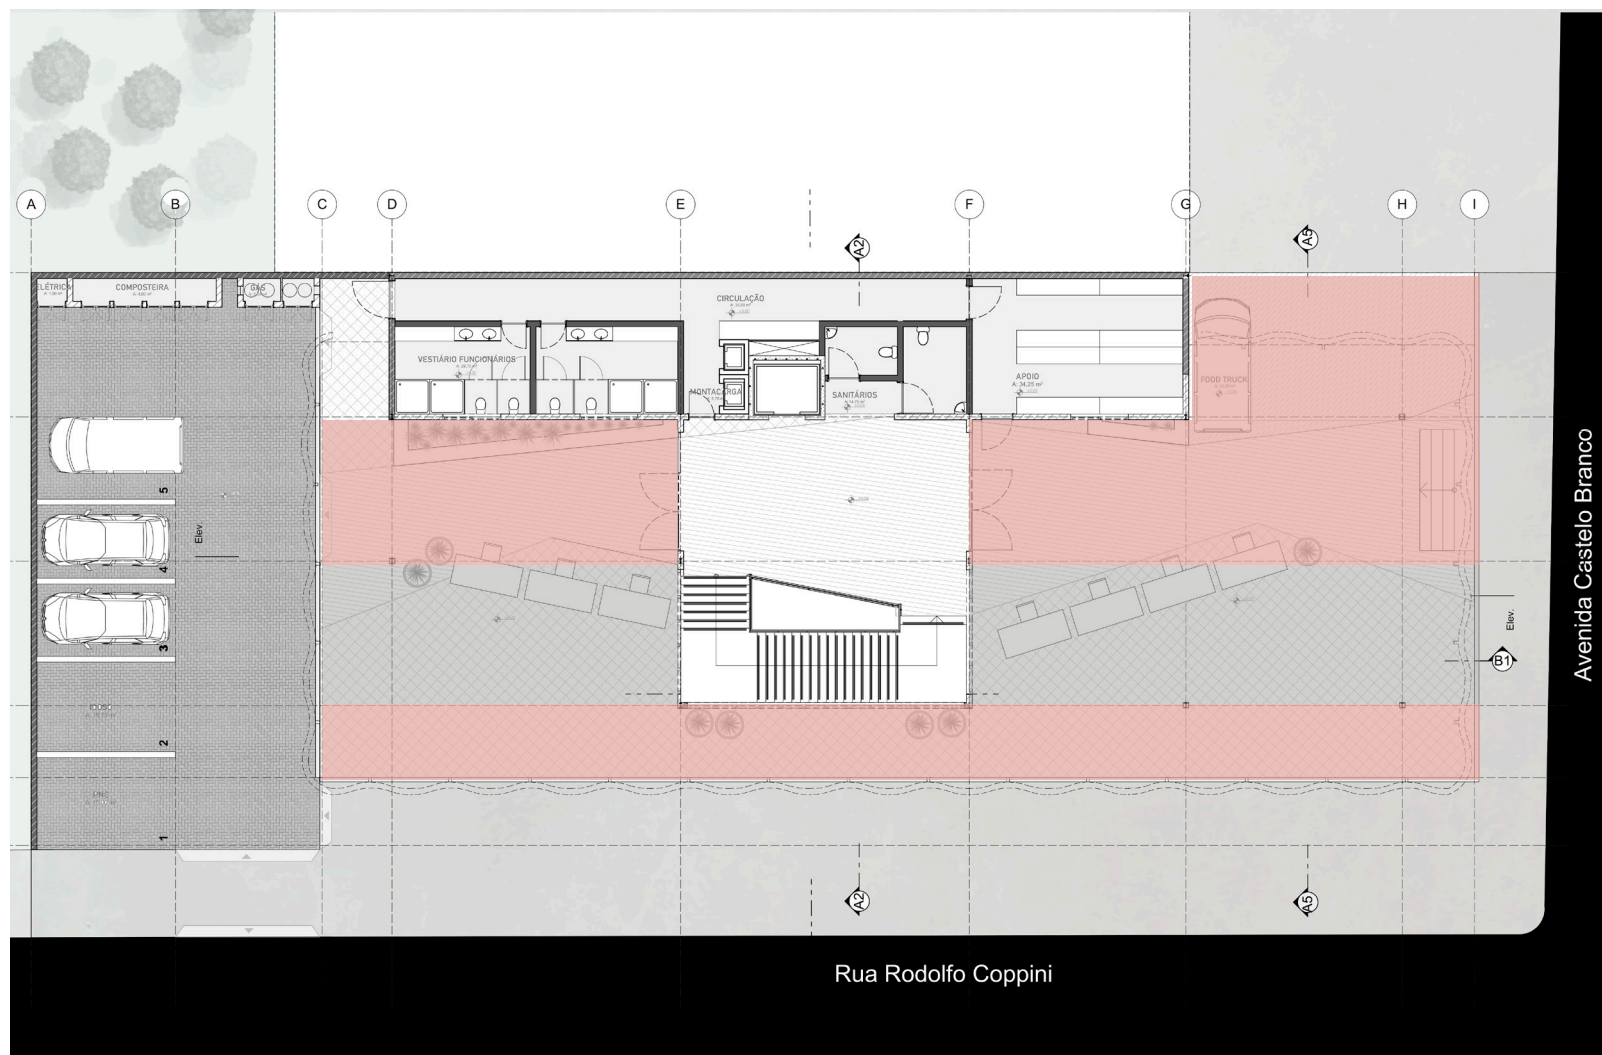 A B C D E F G H I
A2
A5
ELÉTRICA
COMPOSTEIRA
GÁS
CIRCULAÇÃO
VESTIÁRIO FUNCIONÁRIOS
MONTACARGA
SANITÁRIOS
APOIO
A: 34,25 m²
FOOD TRUCK
5
Elev.
4
3
IDOSO
2
PNE
1
Elev.
B1
A2
A5
Avenida Castelo Branco
Rua Rodolfo Coppini